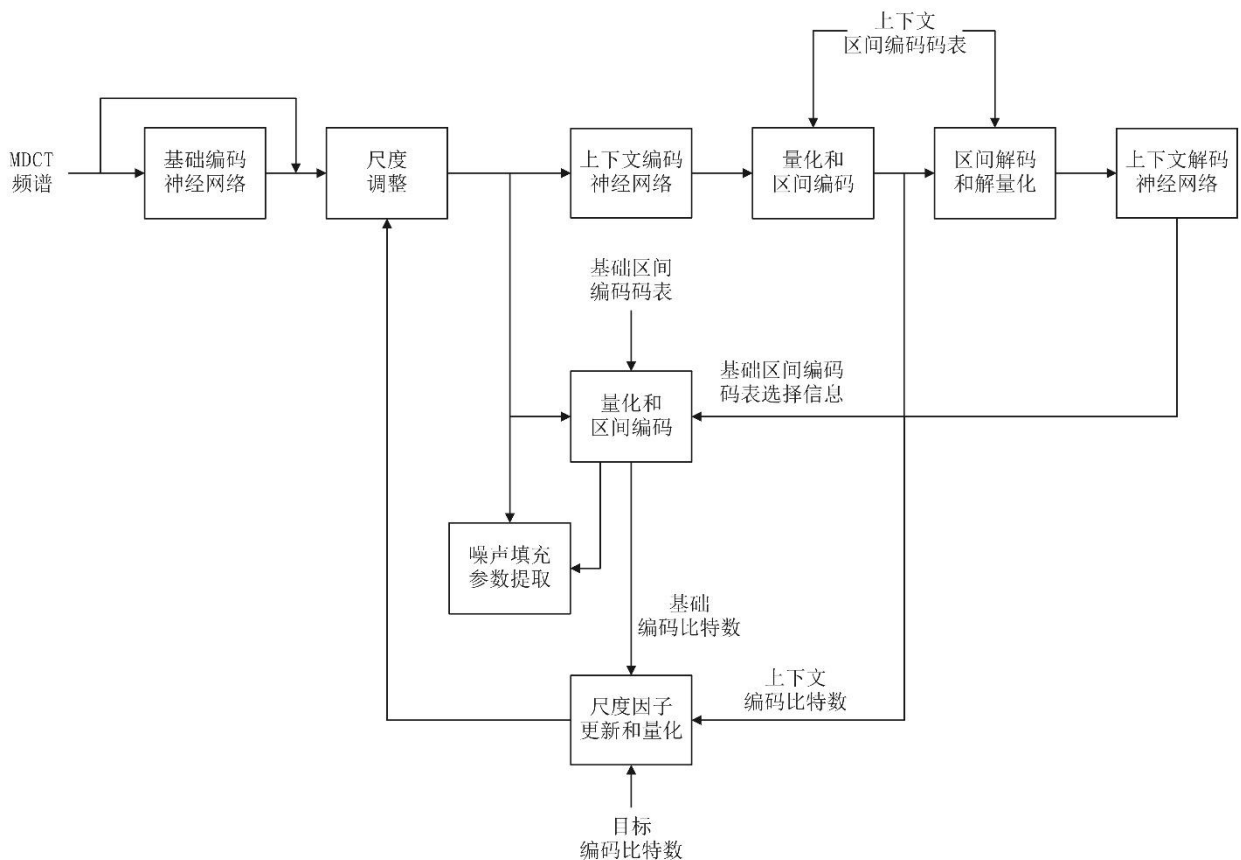 上下文
区间编码码表
MDCT
频谱
基础编码
神经网络
尺度
调整
上下文编码
神经网络
量化和
区间编码
区间解码
和解量化
上下文解码
神经网络
基础区间
编码码表
基础区间编码
码表选择信息
量化和
区间编码
噪声填充
参数提取
基础
编码比特数
上下文
编码比特数
尺度因子
更新和量化
目标
编码比特数